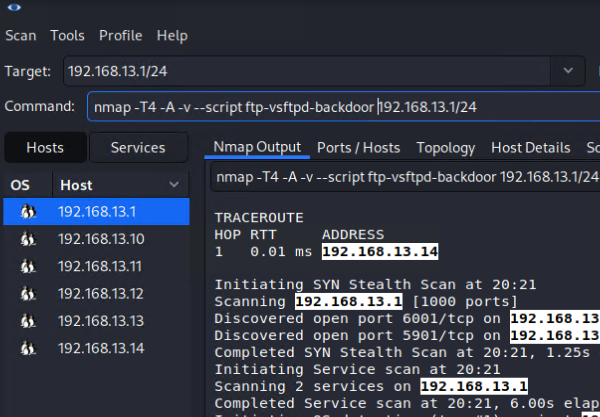 Scan Tools Profile Help
Target: 192.168.13.1/24
Command: nmap -T4 -A -v --script ftp-vsftpd-backdoor 192.168.13.1/24
Hosts Services
Nmap Output Ports / Hosts Topology Host Details
OS Host
nmap -T4 -A -v --script ftp-vsftpd-backdoor 192.168.13.1/24
192.168.13.1
192.168.13.10
192.168.13.11
192.168.13.12
192.168.13.13
192.168.13.14
TRACEROUTE
HOP RTT ADDRESS
1 0.01 ms 192.168.13.14
Initiating SYN Stealth Scan at 20:21
Scanning 192.168.13.1 [1000 ports]
Discovered open port 6001/tcp on 192.168.13
Discovered open port 5901/tcp on 192.168.13
Completed SYN Stealth Scan at 20:21, 1.25s
Initiating Service scan at 20:21
Scanning 2 services on 192.168.13.1
Completed Service scan at 20:21, 6.00s elap